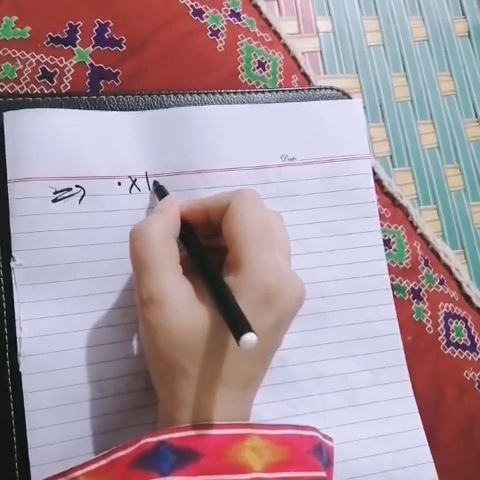 Date
⇒ . x l